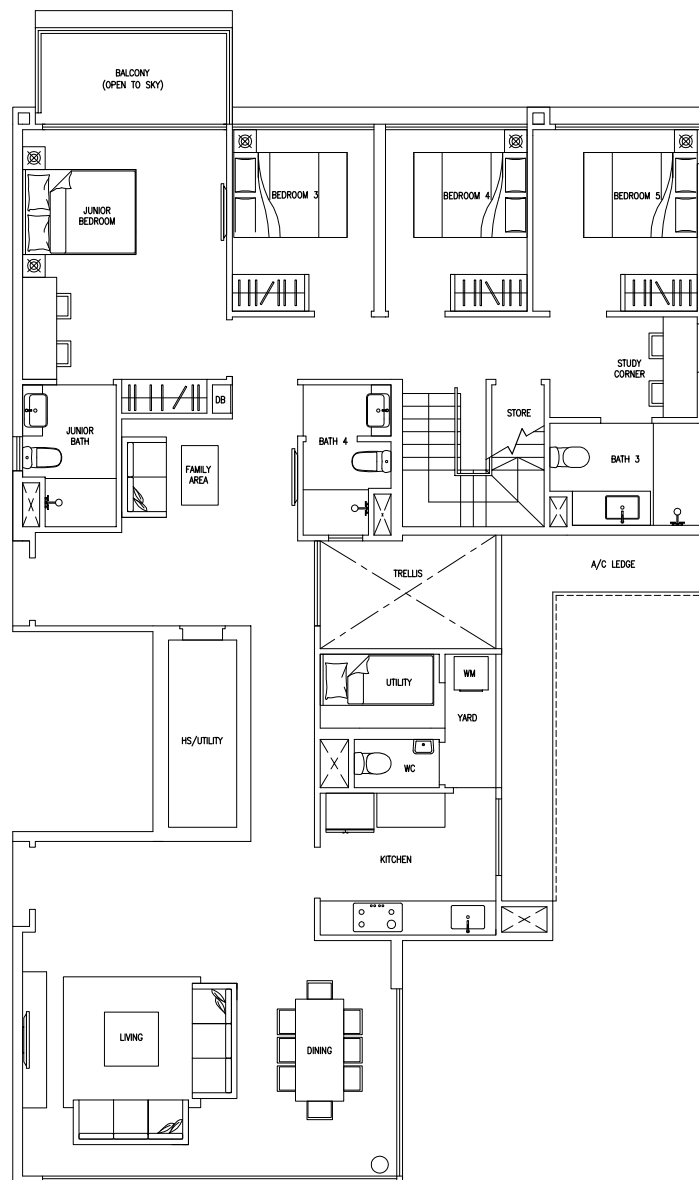 BALCONY
(OPEN TO SKY)
JUNIOR
BEDROOM
BEDROOM 3
BEDROOM 4
BEDROOM 5
STUDY
CORNER
DB
STORE
JUNIOR
BATH
BATH 4
BATH 3
FAMILY
AREA
A/C LEDGE
TRELLIS
UTILITY
WM
YARD
HS/UTILITY
WC
KITCHEN
LIVING
DINING